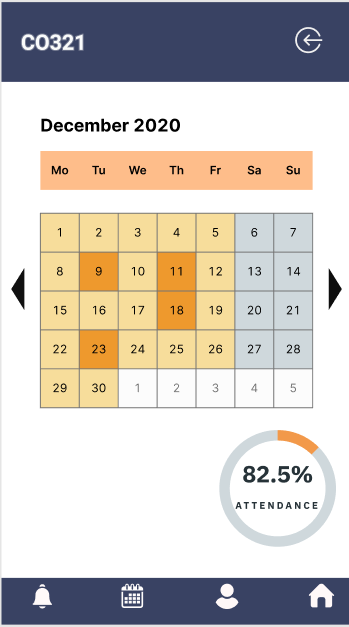 CO321
December 2020
Mo Tu We Th Fr Sa Su
1 2 3 4 5 6 7
8 9 10 11 12 13 14
15 16 17 18 19 20 21
22 23 24 25 26 27 28
29 30 1 2 3 4 5
82.5%
ATTENDANCE